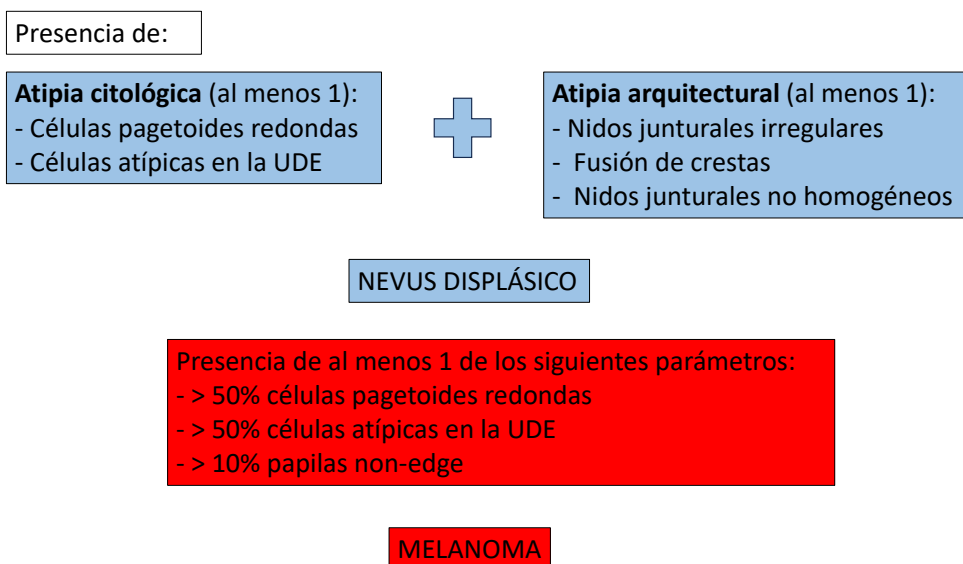 Presencia de:
Atipia citológica (al menos 1):
- Células pagetoides redondas
- Células atípicas en la UDE
Atipia arquitectural (al menos 1):
- Nidos junturales irregulares
- Fusión de crestas
- Nidos junturales no homogéneos
NEVUS DISPLÁSICO
Presencia de al menos 1 de los siguientes parámetros:
- > 50% células pagetoides redondas
- > 50% células atípicas en la UDE
- > 10% papilas non-edge
MELANOMA